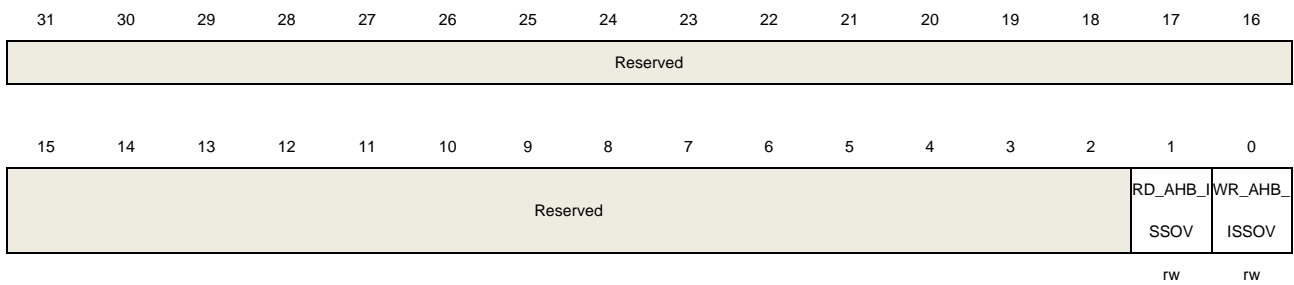 31 30 29 28 27 26 25 24 23 22 21 20 19 18 17 16
Reserved
15 14 13 12 11 10 9 8 7 6 5 4 3 2 1 0
Reserved
RD_AHB_I
SSOV
WR_AHB_
ISSOV
rw rw